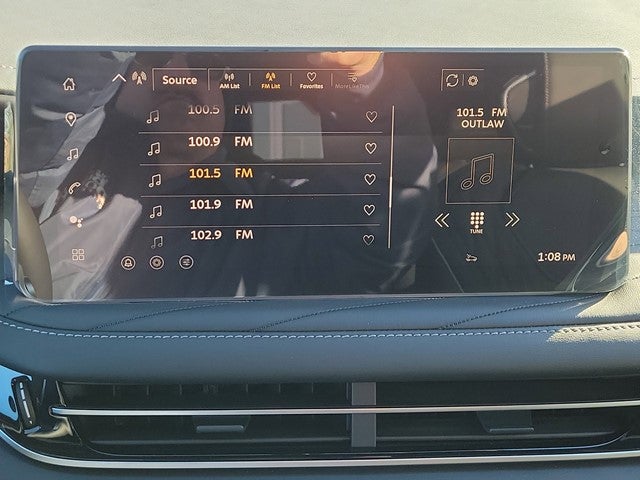 Source
AM List
FM List
Favorites
MoreLikeThis
100.5 FM
100.9 FM
101.5 FM
101.9 FM
102.9 FM
101.5 FM
OUTLAW
TUNE
1:08 PM